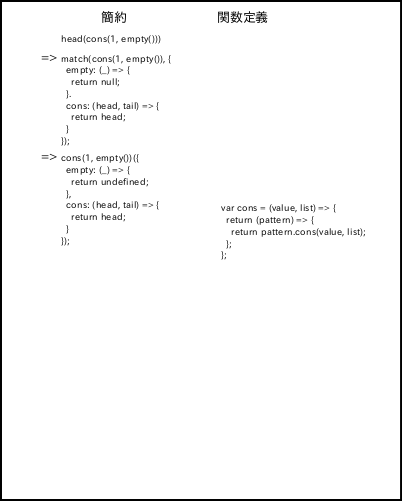 簡約
関数定義
head(cons(1, empty()))
=> match(cons(1, empty()), {
empty: (_) => {
return null;
}.
cons: (head, tail) => {
return head;
}
});
=> cons(1, empty())({
empty: (_) => {
return undefined;
},
cons: (head, tail) => {
return head;
}
});
var cons = (value, list) => {
return (pattern) => {
return pattern.cons(value, list);
};
};